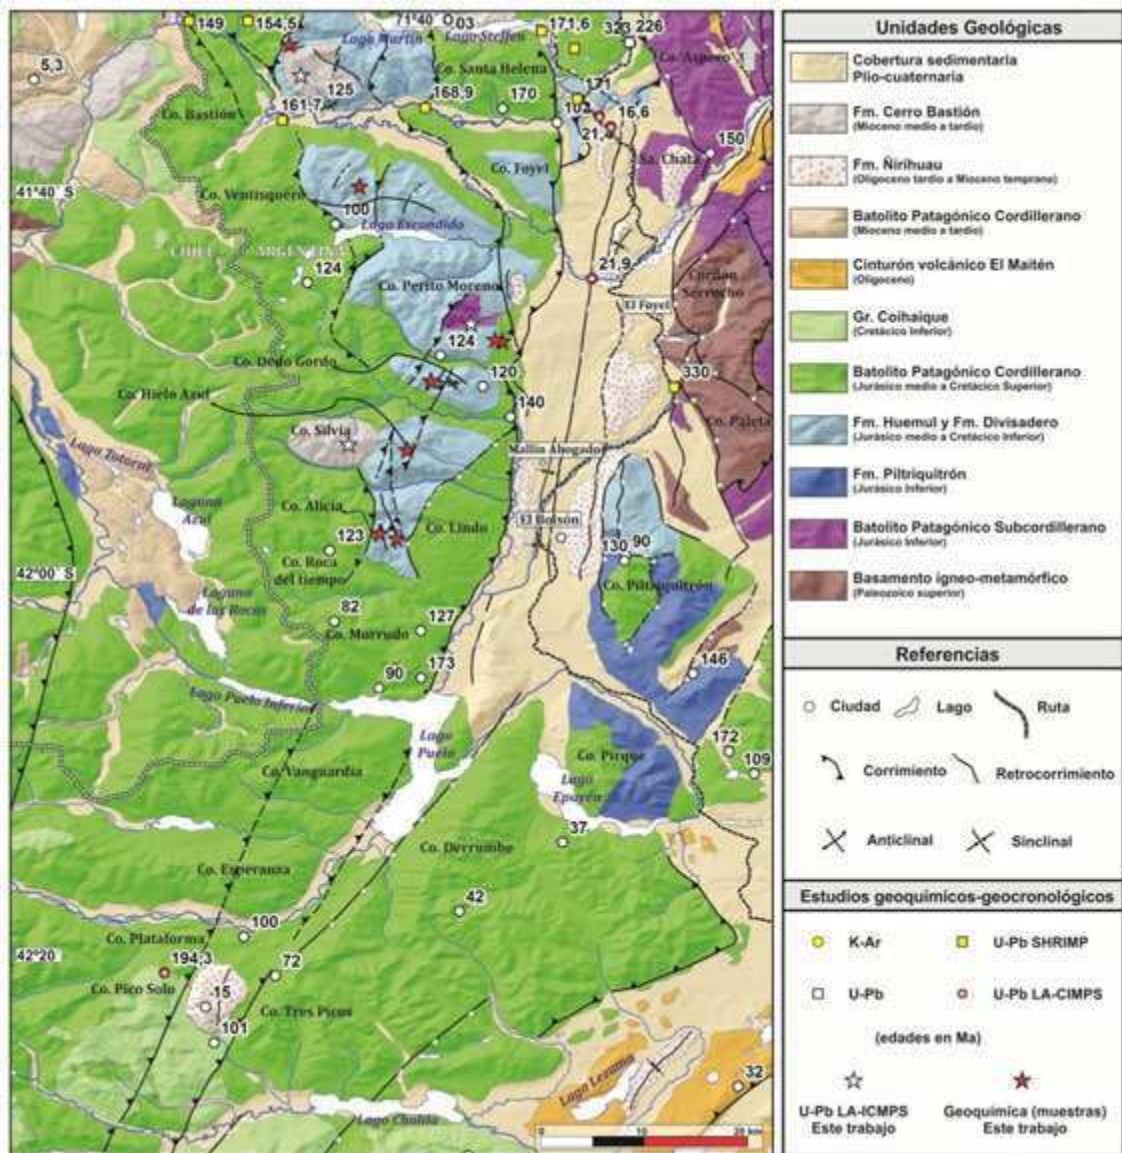 149
154,5
71°40'
03
171,6
323
226
Lago Martin
Lago Steffen
Co. Aspero
5,3
Co. Santa Helena
125
168,9
170
171
16,6
Co. Bastión
161,7
21,4
150
Sa. Chata
Co. Foyel
41°40' S
Co. Ventisquero
100
Lago Escondido
CHILE
ARGENTINA
124
21,9
Cordón
Serrucho
Co. Perito Moreno
El Foyel
124
Co. Dedo Gordo
120
330
Co. Hielo Azul
140
Co. Paleta
Co. Silvia
Mallín Ahogado
Lago Totoral
Laguna
Azul
Co. Alicia
El Bolsón
Co. Lindo
123
130
90
42°00' S
Co. Roca
del tiempo
Co. Piltriquitrón
Laguna
de las Rocas
82
127
Co. Morrudo
173
146
90
Lago Puelo Inferior
Lago
Puelo
172
Co. Pirque
109
Co. Vanguardia
Lago
Epuyén
37
Co. Derrumbe
Co. Esperanza
42
100
Co. Plataforma
42°20'
194,3
72
Co. Pico Solo
15
Co. Tres Picos
101
Lago Lezama
32
Lago Cholila
0
10
20 km
Unidades Geológicas
Cobertura sedimentaria
Plio-cuaternaria
Fm. Cerro Bastión
(Mioceno medio a tardío)
Fm. Ñirihuau
(Oligoceno tardío a Mioceno temprano)
Batolito Patagónico Cordillerano
(Mioceno medio a tardío)
Cinturón volcánico El Maitén
(Oligoceno)
Gr. Coihaique
(Cretácico Inferior)
Batolito Patagónico Cordillerano
(Jurásico medio a Cretácico Superior)
Fm. Huemul y Fm. Divisadero
(Jurásico medio a Cretácico Inferior)
Fm. Piltriquitrón
(Jurásico Inferior)
Batolito Patagónico Subcordillerano
(Jurásico Inferior)
Basamento ígneo-metamórfico
(Paleozoico superior)
Referencias
Ciudad
Lago
Ruta
Corrimiento
Retrocorrimiento
Anticlinal
Sinclinal
Estudios geoquímicos-geocronológicos
K-Ar
U-Pb SHRIMP
U-Pb
U-Pb LA-CIMPS
(edades en Ma)
U-Pb LA-ICMPS
Este trabajo
Geoquímica (muestras)
Este trabajo